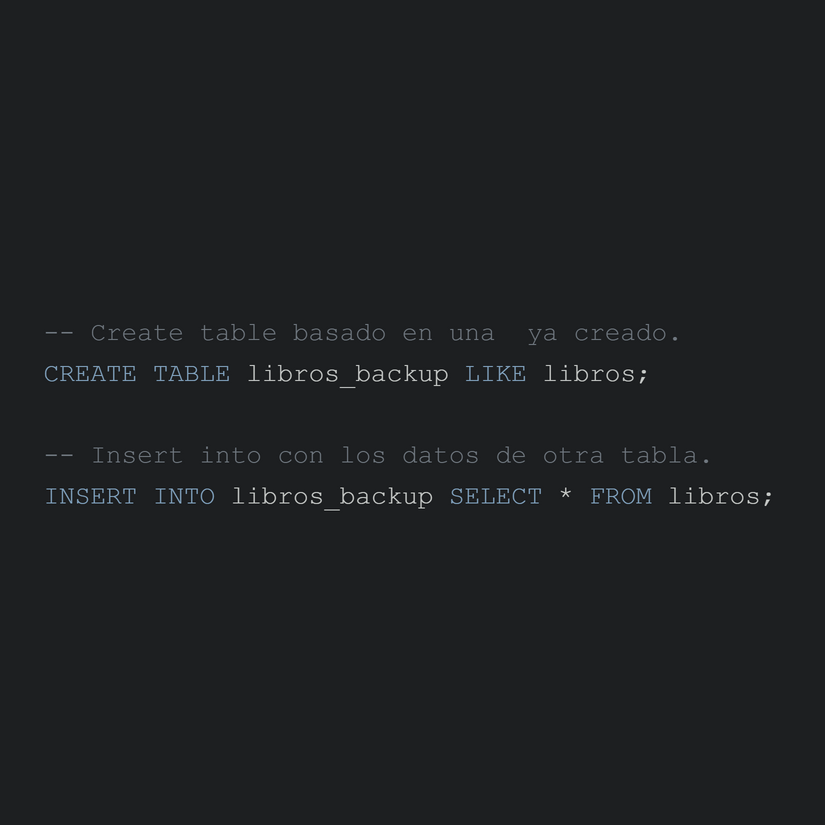 -- Create table basado en una  ya creado.
CREATE TABLE libros_backup LIKE libros;
-- Insert into con los datos de otra tabla.
INSERT INTO libros_backup SELECT * FROM libros;